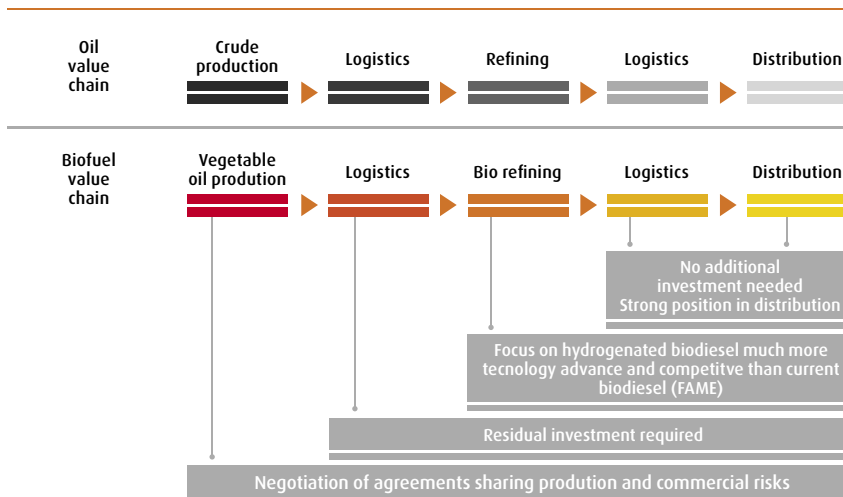 Oil
value
chain
Crude
production
Logistics
Refining
Logistics
Distribution
Biofuel
value
chain
Vegetable
oil prodution
Logistics
Bio refining
Logistics
Distribution
No additional
investment needed
Strong position in distribution
Focus on hydrogenated biodiesel much more
tecnology advance and competitve than current
biodiesel (FAME)
Residual investment required
Negotiation of agreements sharing prodution and commercial risks